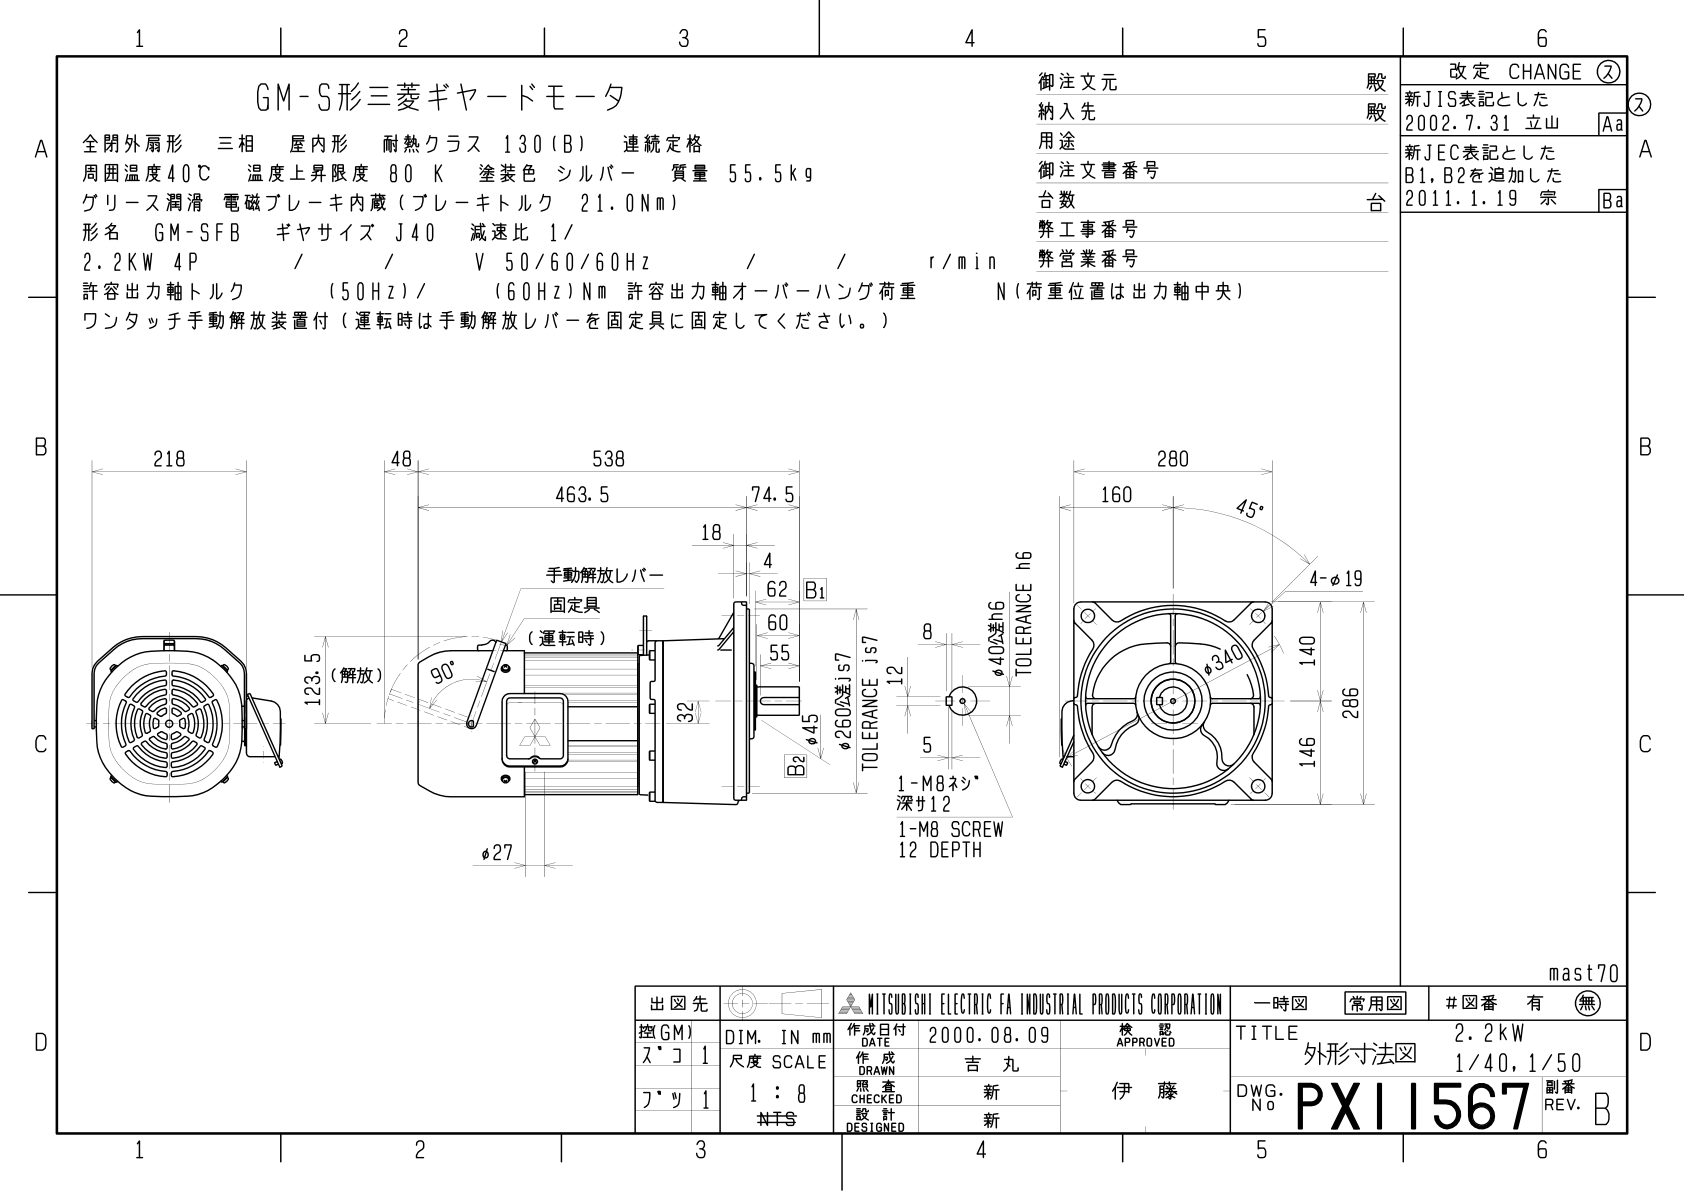 1 2 3 4 5 6
A
B
C
D
GM-S形三菱ギヤードモータ
全閉外扇形 三相 屋内形 耐熱クラス 130(B) 連続定格
周囲温度40℃ 温度上昇限度 80 K 塗装色 シルバー 質量 55.5kg
グリース潤滑 電磁ブレーキ内蔵(ブレーキトルク 21.0Nm)
形名 GM-SFB ギヤサイズ J40 減速比 1/
2.2KW 4P / / V 50/60/60Hz / / r/min
許容出力軸トルク (50Hz)/ (60Hz)Nm 許容出力軸オーバーハング荷重 N(荷重位置は出力軸中央)
ワンタッチ手動解放装置付(運転時は手動解放レバーを固定具に固定してください。)
御注文元 殿
納入先 殿
用途
御注文書番号
台数 台
弊工事番号
弊営業番号
改定 CHANGE ス
新JIS表記とした
2002.7.31 立山 Aa
ス
新JEC表記とした
B1,B2を追加した
2011.1.19 宗 Ba
A
B
C
D
218
123.5
(解放)
90°
48
538
463.5
74.5
18
4
62 B1
60
55
手動解放レバー
固定具
(運転時)
32
φ45
B2
φ260公差js7
TOLERANCE js7
φ27
8
12
5
φ40公差h6
TOLERANCE h6
1-M8ネジ
深サ12
1-M8 SCREW
12 DEPTH
280
160
45°
4-φ19
φ340
140
146
286
mast70
出図先
控(GM)
ズコ 1
ブツ 1
DIM. IN mm
尺度 SCALE
1 : 8
NTS
MITSUBISHI ELECTRIC FA INDUSTRIAL PRODUCTS CORPORATION
作成日付 DATE 2000.08.09
作成 DRAWN 吉丸
照査 CHECKED 新
設計 DESIGNED 新
検認 APPROVED
伊藤
一時図 常用図 #図番 有 無
TITLE
外形寸法図
2.2kW
1/40,1/50
DWG. No PX11567
副番 REV. B
1 2 3 4 5 6